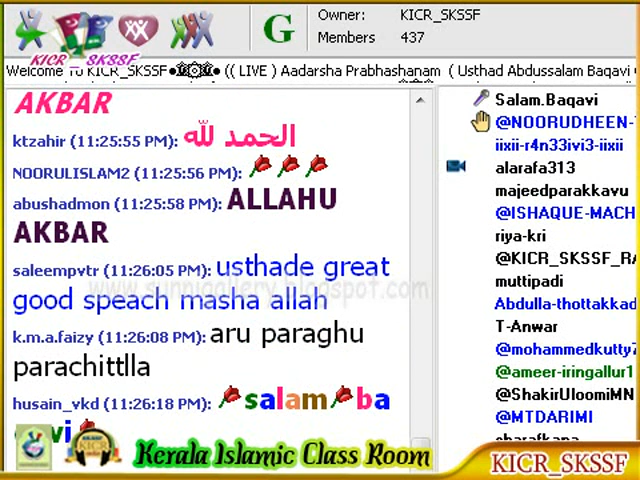 Owner: KICR_SKSSF
G
Members 437
KICR_SKSSF
Welcome To KICR_SKSSF●۞●(( LIVE ) Aadarsha Prabhashanam ( Usthad Abdussalam Baqavi
AKBAR
ktzahir (11:25:55 PM): الحمد لله
NOORULISLAM2 (11:25:56 PM):
abushadmon (11:25:58 PM): ALLAHU
AKBAR
saleempvtr (11:26:05 PM): usthade great
good speach masha allah
www.sunnigallery.blogspot.com
k.m.a.faizy (11:26:08 PM): aru paraghu
parachittlla
husain_vkd (11:26:18 PM): salam ba
vi
Salam.Baqavi
@NOORUDHEEN-
iixii-r4n33ivi3-iixii
alarafa313
majeedparakkavu
@ISHAQUE-MACH
riya-kri
@KICR_SKSSF_RA
muttipadi
Abdulla-thottakkad
T-Anwar
@mohammedkutty7
@ameer-iringallur1
@ShakirUloomiMN
@MTDARIMI
Kerala Islamic Class Room
KICR_SKSSF